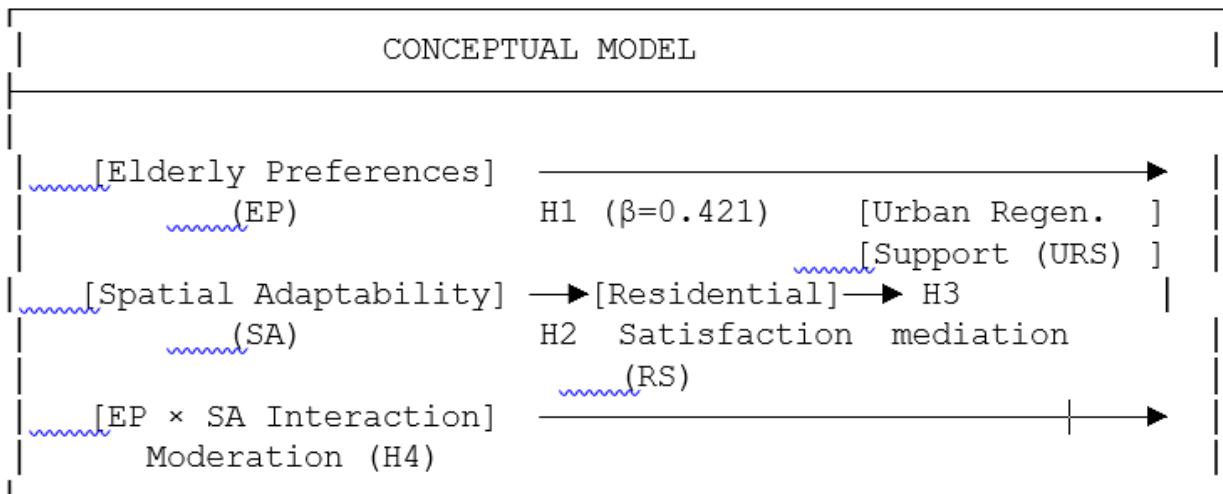 CONCEPTUAL MODEL
[Elderly Preferences]
(EP) H1 (β=0.421) [Urban Regen. ]
[Support (URS) ]
[Spatial Adaptability] [Residential] H3
(SA) H2 Satisfaction mediation
(RS)
[EP × SA Interaction]
Moderation (H4)